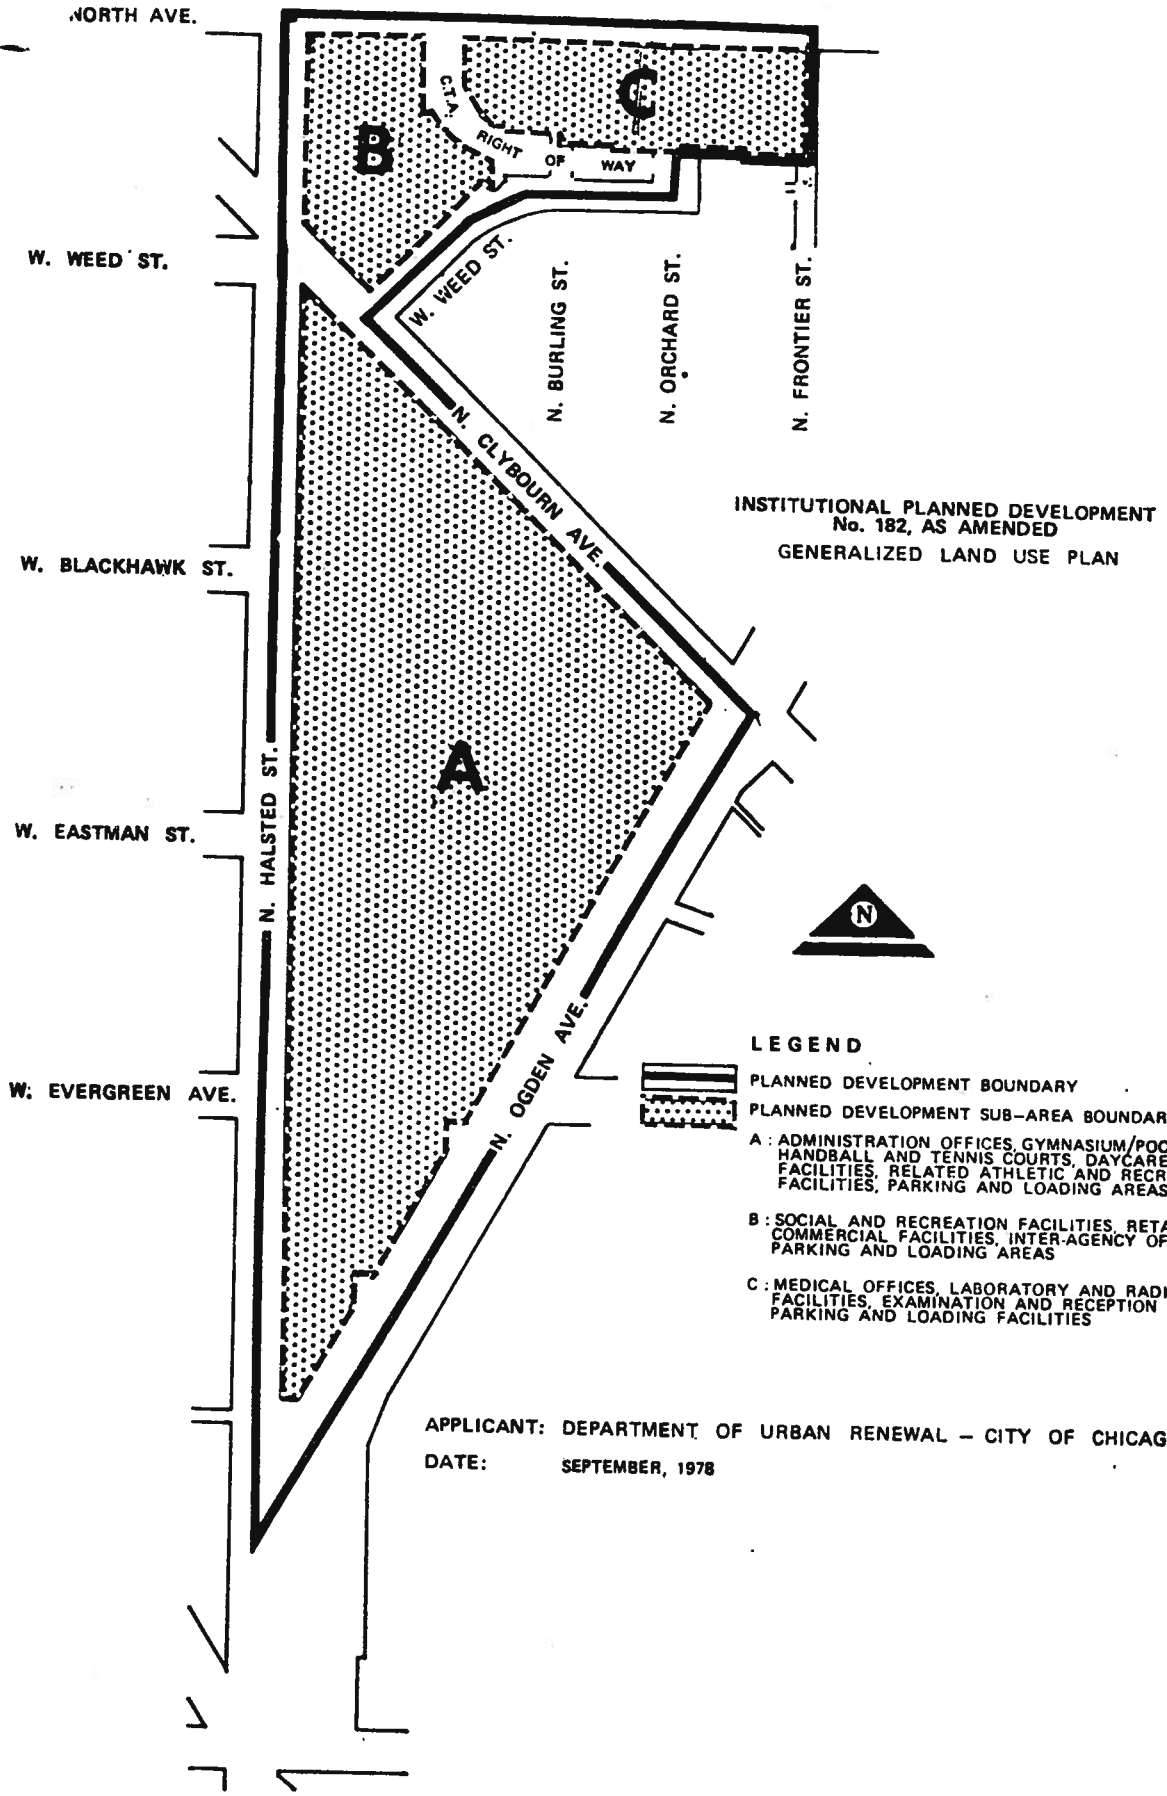 NORTH AVE.
C
C.T.A.
B
RIGHT
OF
WAY
W. WEED ST.
W. WEED ST.
N. BURLING ST.
N. ORCHARD ST.
N. FRONTIER ST.
N. CLYBOURN AVE.
INSTITUTIONAL PLANNED DEVELOPMENT
No. 182, AS AMENDED
GENERALIZED LAND USE PLAN
W. BLACKHAWK ST.
A
N. HALSTED ST.
W. EASTMAN ST.
N
N. OGDEN AVE.
W. EVERGREEN AVE.
LEGEND
PLANNED DEVELOPMENT BOUNDARY
PLANNED DEVELOPMENT SUB-AREA BOUNDAR
A : ADMINISTRATION OFFICES, GYMNASIUM/POO
HANDBALL AND TENNIS COURTS, DAYCARE
FACILITIES, RELATED ATHLETIC AND RECR
FACILITIES, PARKING AND LOADING AREAS
B : SOCIAL AND RECREATION FACILITIES, RETA
COMMERCIAL FACILITIES, INTER-AGENCY OF
PARKING AND LOADING AREAS
C : MEDICAL OFFICES, LABORATORY AND RADI
FACILITIES, EXAMINATION AND RECEPTION
PARKING AND LOADING FACILITIES
APPLICANT: DEPARTMENT OF URBAN RENEWAL – CITY OF CHICAG
DATE: SEPTEMBER, 1978